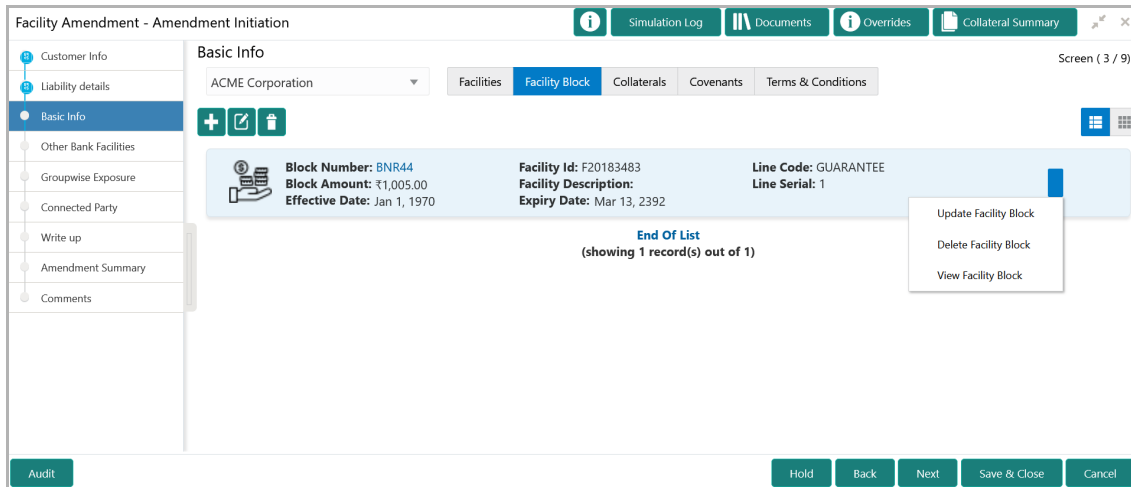 Facility Amendment - Amendment Initiation
Simulation Log
Documents
Overrides
Collateral Summary
Customer Info
Liability details
Basic Info
Other Bank Facilities
Groupwise Exposure
Connected Party
Write up
Amendment Summary
Comments
Basic Info
Screen ( 3 / 9)
ACME Corporation
Facilities
Facility Block
Collaterals
Covenants
Terms & Conditions
Block Number: BNR44
Block Amount: ₹1,005.00
Effective Date: Jan 1, 1970
Facility Id: F20183483
Facility Description:
Expiry Date: Mar 13, 2392
Line Code: GUARANTEE
Line Serial: 1
Update Facility Block
Delete Facility Block
View Facility Block
End Of List
(showing 1 record(s) out of 1)
Audit
Hold
Back
Next
Save & Close
Cancel